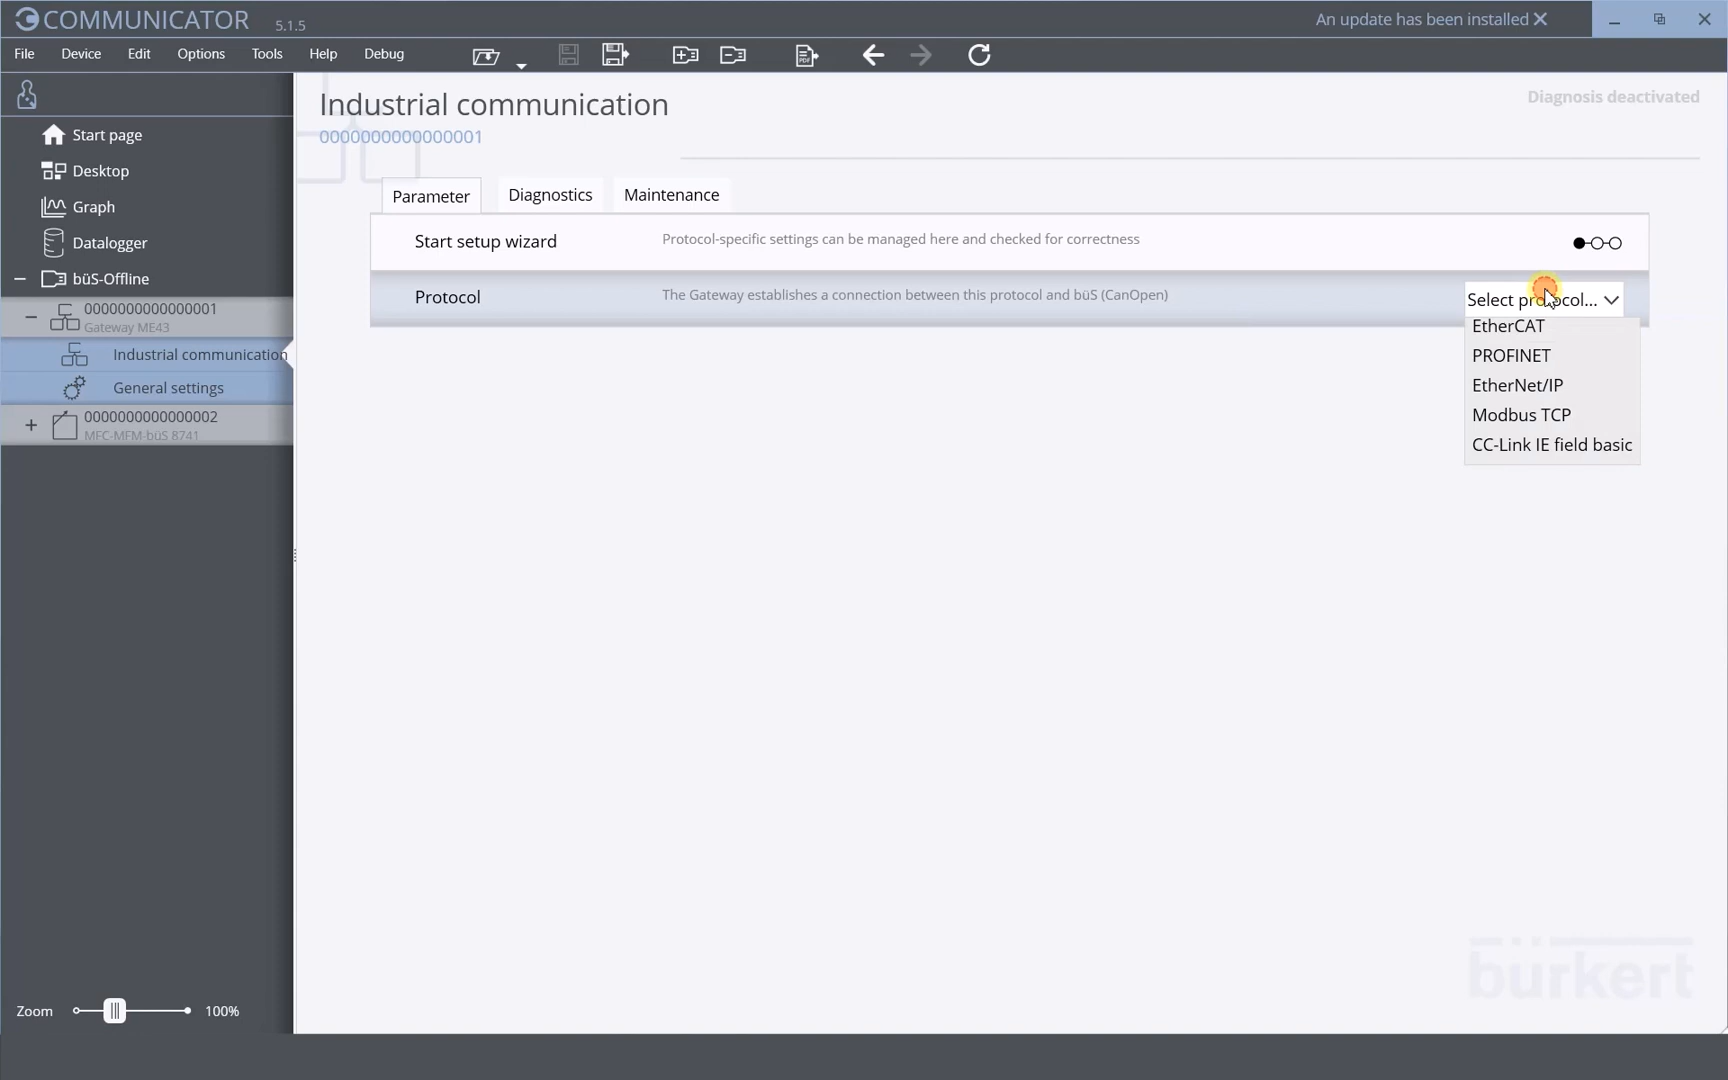 COMMUNICATOR 5.1.5
An update has been installed
File Device Edit Options Tools Help Debug
PDF
Industrial communication
0000000000000001
Diagnosis deactivated
Start page
Desktop
Graph
Datalogger
büS-Offline
0000000000000001
Gateway ME43
Industrial communication
General settings
0000000000000002
MFC-MFM-büS 8741
Parameter Diagnostics Maintenance
Start setup wizard Protocol-specific settings can be managed here and checked for correctness
Protocol The Gateway establishes a connection between this protocol and büS (CanOpen) Select protocol...
EtherCAT
PROFINET
EtherNet/IP
Modbus TCP
CC-Link IE field basic
burkert
Zoom 100%